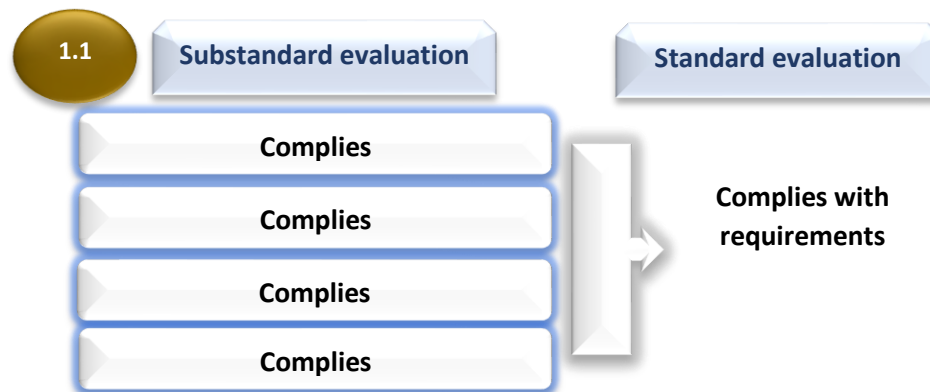 1.1
Substandard evaluation
Standard evaluation
Complies
Complies
Complies
Complies
Complies with
requirements